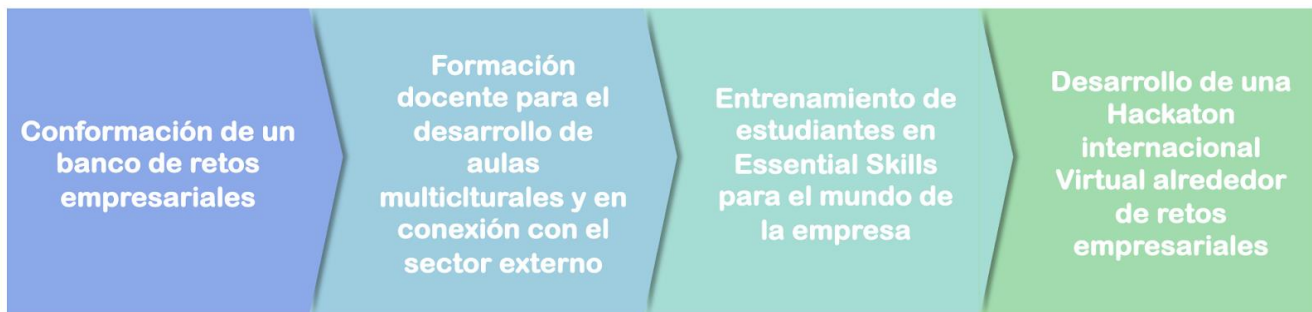 Conformación de un
banco de retos
empresariales
Formación
docente para el
desarrollo de
aulas
multiclturales y en
conexión con el
sector externo
Entrenamiento de
estudiantes en
Essential Skills
para el mundo de
la empresa
Desarrollo de una
Hackaton
internacional
Virtual alrededor
de retos
empresariales